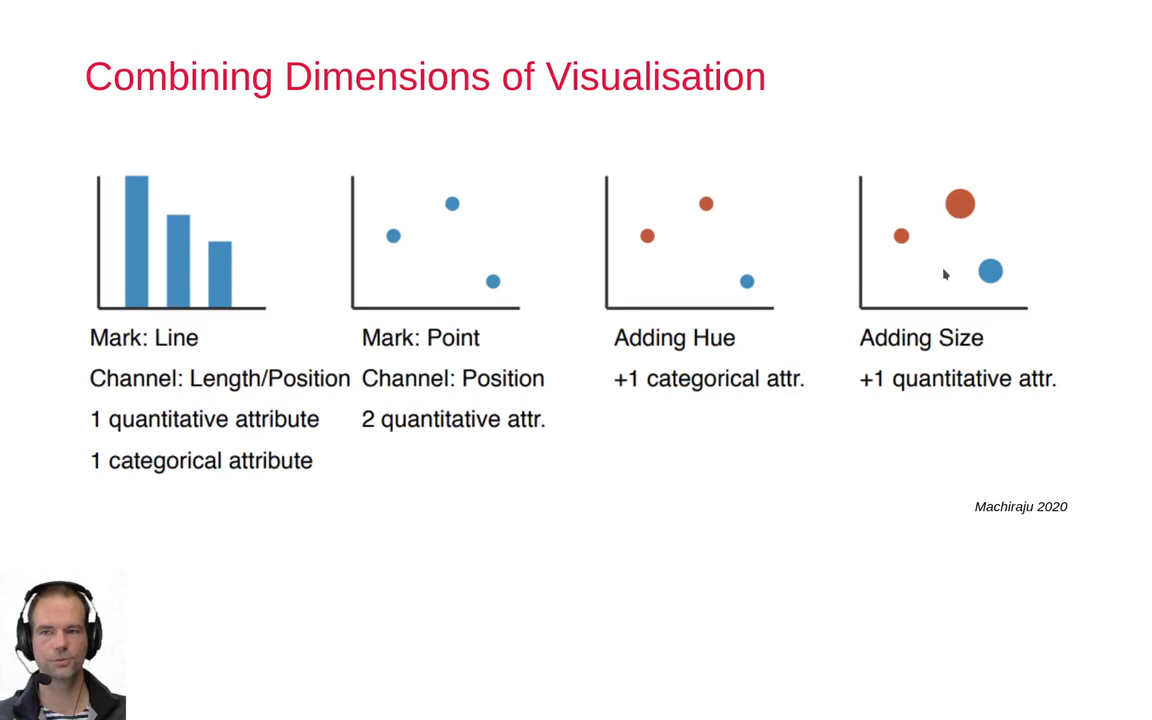 Combining Dimensions of Visualisation
Mark: Line
Channel: Length/Position
1 quantitative attribute
1 categorical attribute
Mark: Point
Channel: Position
2 quantitative attr.
Adding Hue
+1 categorical attr.
Adding Size
+1 quantitative attr.
Machiraju 2020